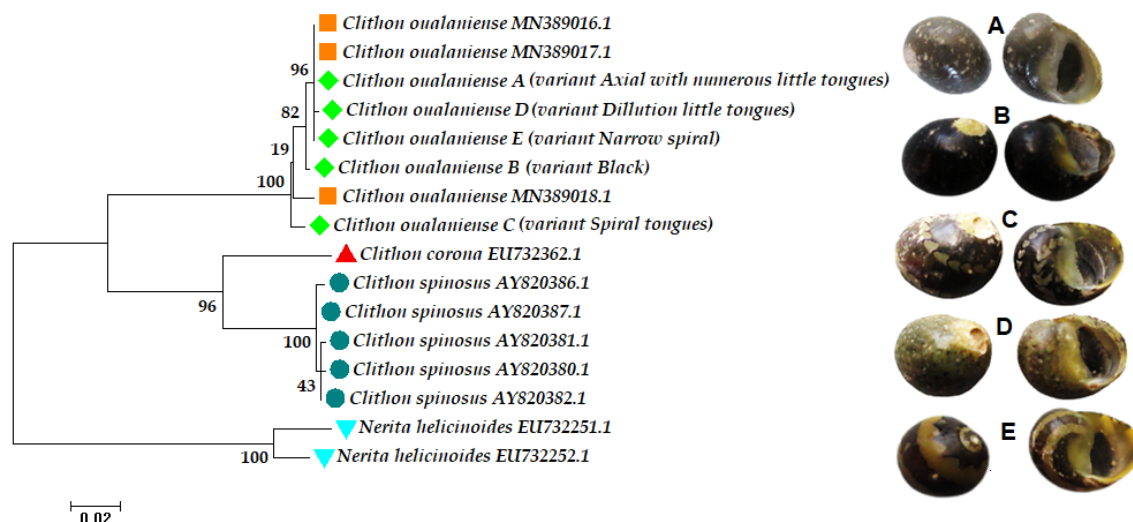 Clithon oualaniense MN389016.1
Clithon oualaniense MN389017.1
Clithon oualaniense A (variant Axial with numerous little tongues)
Clithon oualaniense D (variant Dillution little tongues)
Clithon oualaniense E (variant Narrow spiral)
Clithon oualaniense B (variant Black)
Clithon oualaniense MN389018.1
Clithon oualaniense C (variant Spiral tongues)
Clithon corona EU732362.1
Clithon spinosus AY820386.1
Clithon spinosus AY820387.1
Clithon spinosus AY820381.1
Clithon spinosus AY820380.1
Clithon spinosus AY820382.1
Nerita helicinoides EU732251.1
Nerita helicinoides EU732252.1
96
82
19
100
96
100
43
100
0.02
A
B
C
D
E